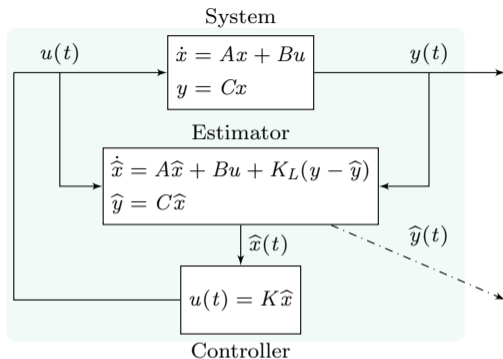 System
u(t)
ẋ = Ax + Bu
y(t)
y = Cx
Estimator
x̂̇ = Ax̂ + Bu + K_L(y − ŷ)
ŷ = Cx̂
x̂(t)
ŷ(t)
u(t) = Kx̂
Controller